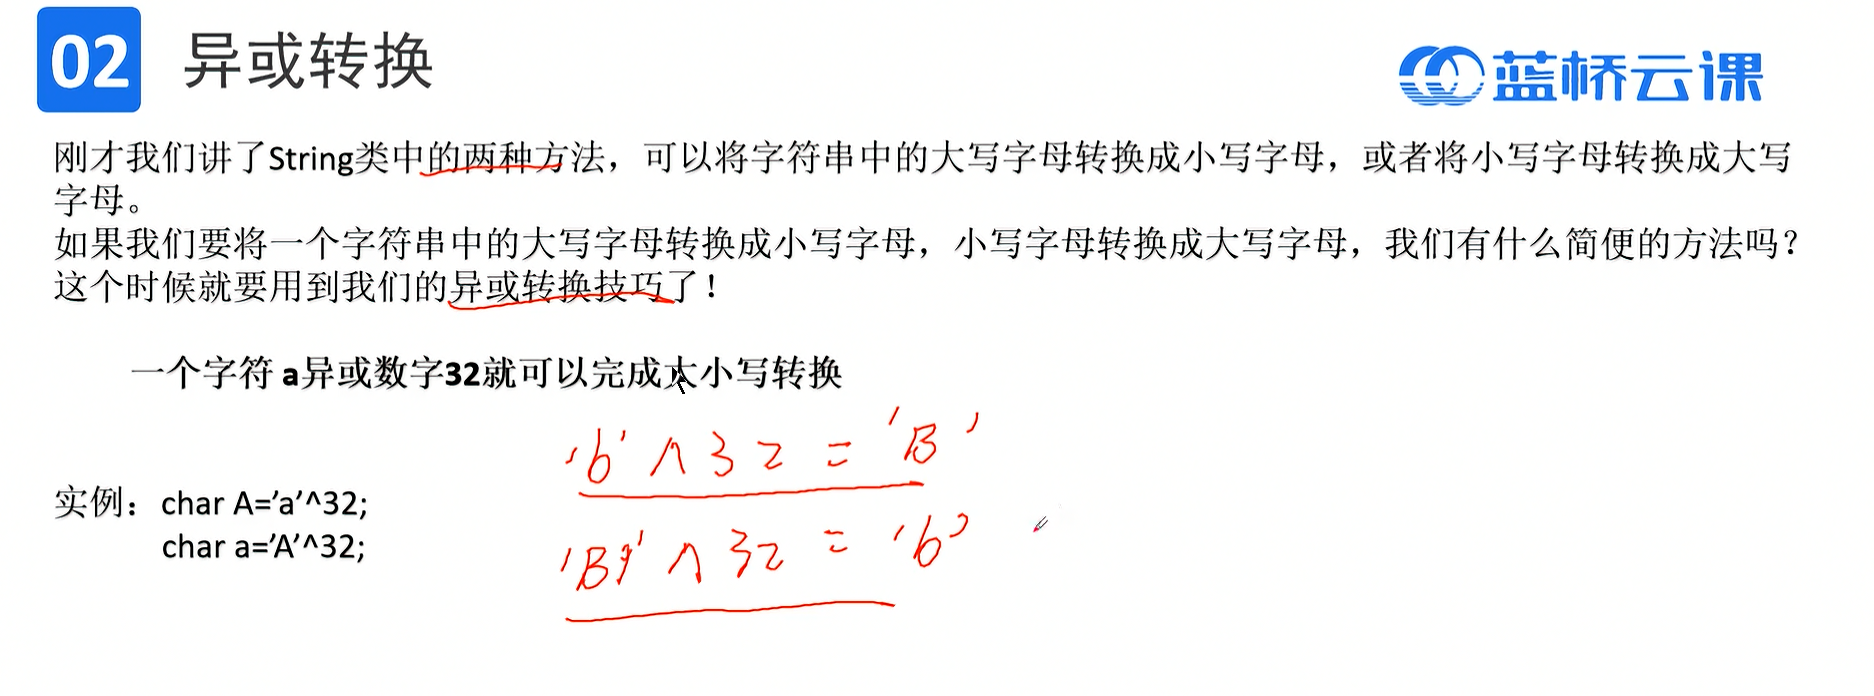 02 异或转换
蓝桥云课
刚才我们讲了String类中的两种方法，可以将字符串中的大写字母转换成小写字母，或者将小写字母转换成大写
字母。
如果我们要将一个字符串中的大写字母转换成小写字母，小写字母转换成大写字母，我们有什么简便的方法吗？
这个时候就要用到我们的异或转换技巧了！
一个字符 a异或数字32就可以完成大小写转换
'b' ^ 32 = 'B'
实例：char A=’a’^32;
char a=’A’^32;
'B' ^ 32 = 'b'